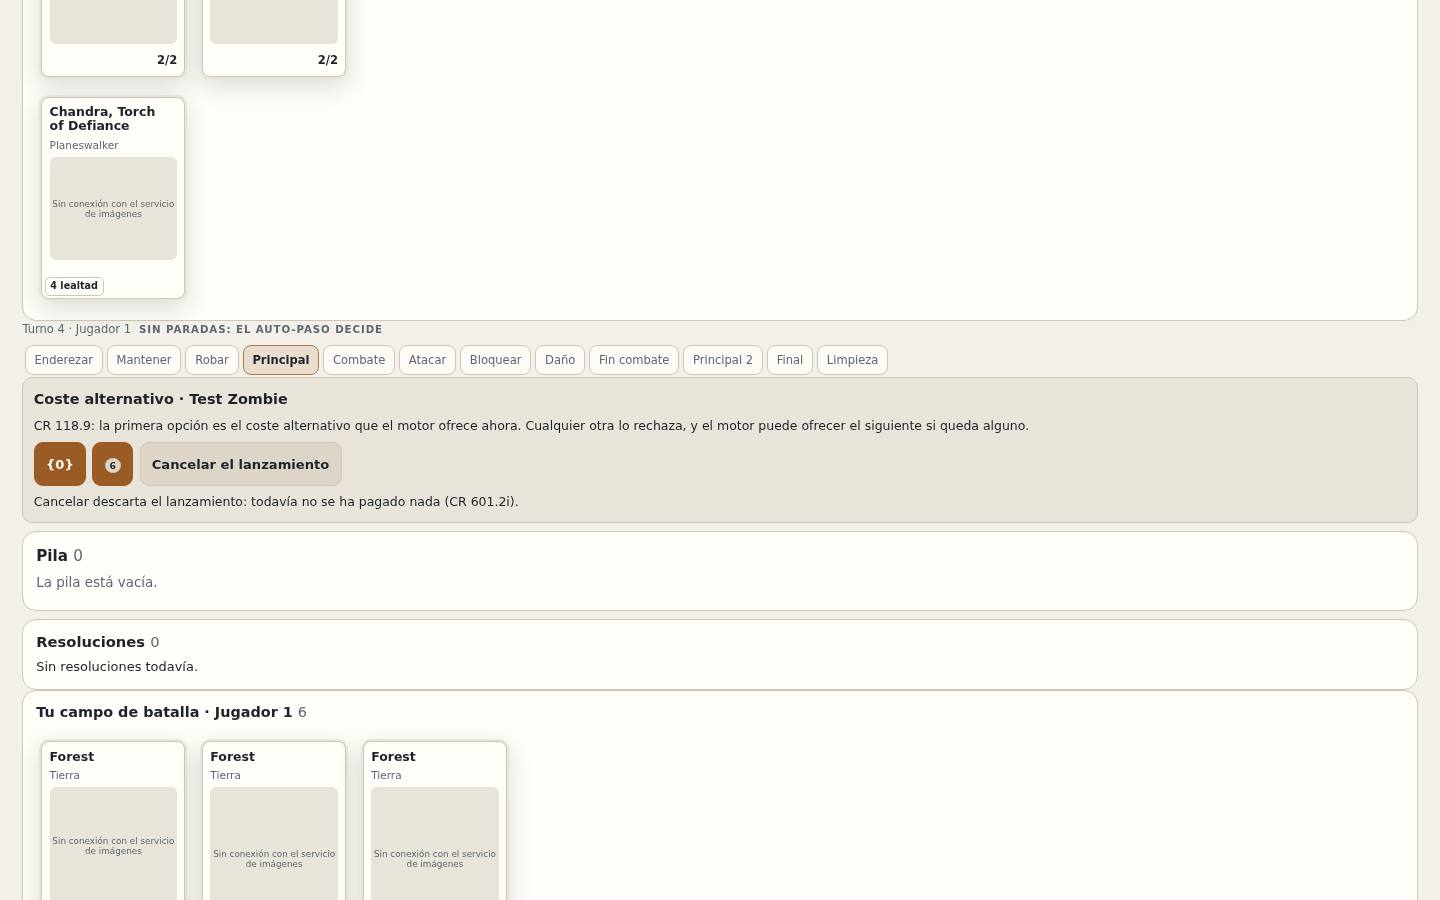 2/2
2/2
Chandra, Torch
of Defiance
Planeswalker
Sin conexión con el servicio
de imágenes
4 lealtad
Turno 4 · Jugador 1 SIN PARADAS: EL AUTO-PASO DECIDE
Enderezar Mantener Robar Principal Combate Atacar Bloquear Daño Fin combate Principal 2 Final Limpieza
Coste alternativo · Test Zombie
CR 118.9: la primera opción es el coste alternativo que el motor ofrece ahora. Cualquier otra lo rechaza, y el motor puede ofrecer el siguiente si queda alguno.
{0} 6 Cancelar el lanzamiento
Cancelar descarta el lanzamiento: todavía no se ha pagado nada (CR 601.2i).
Pila 0
La pila está vacía.
Resoluciones 0
Sin resoluciones todavía.
Tu campo de batalla · Jugador 1 6
Forest
Tierra
Sin conexión con el servicio
de imágenes
Forest
Tierra
Sin conexión con el servicio
de imágenes
Forest
Tierra
Sin conexión con el servicio
de imágenes